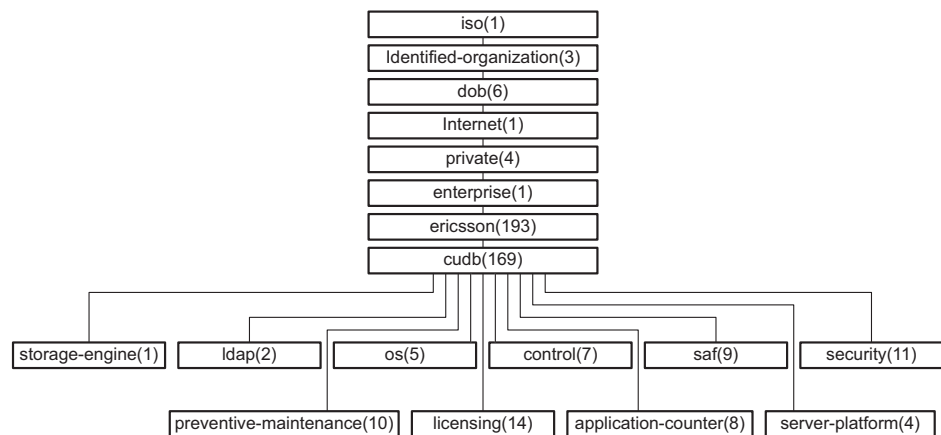 iso(1)
Identified-organization(3)
dob(6)
Internet(1)
private(4)
enterprise(1)
ericsson(193)
cudb(169)
storage-engine(1)
ldap(2)
os(5)
control(7)
saf(9)
security(11)
preventive-maintenance(10)
licensing(14)
application-counter(8)
server-platform(4)